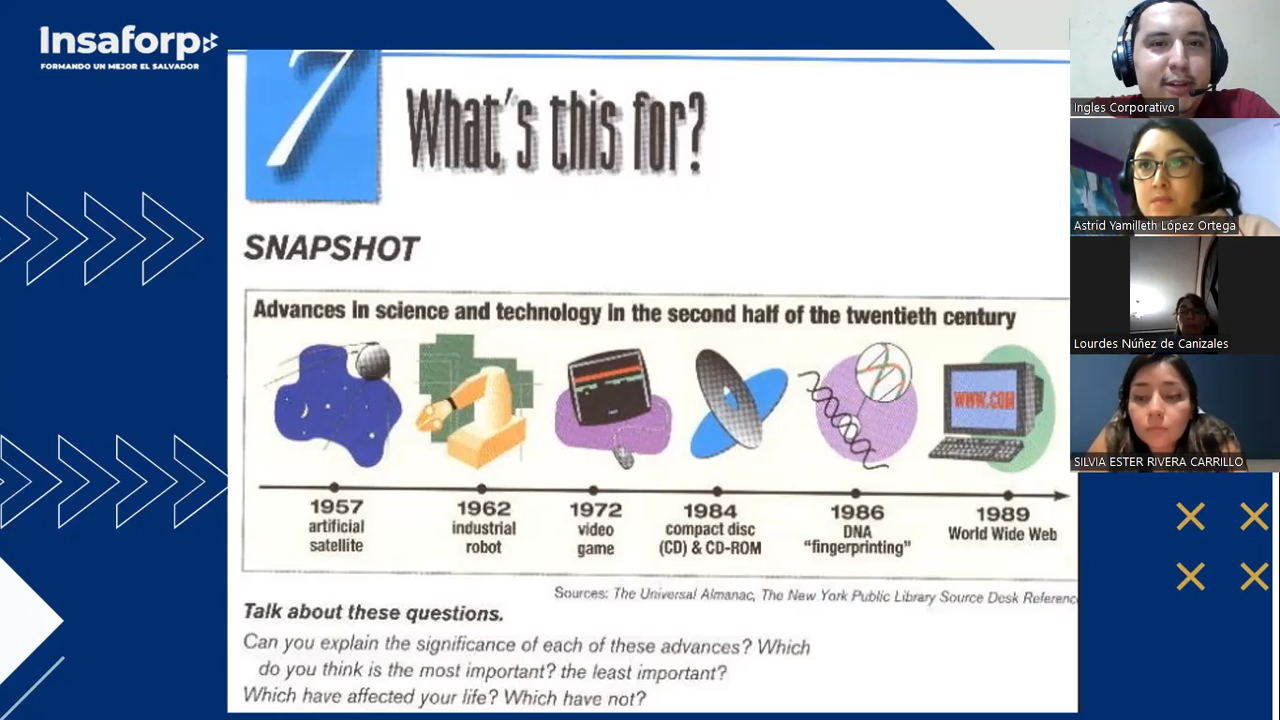 Insaforp
FORMANDO UN MEJOR EL SALVADOR
7
What's this for?
SNAPSHOT
Advances in science and technology in the second half of the twentieth century
WWW.COM
1957
artificial
satellite
1962
industrial
robot
1972
video
game
1984
compact disc
(CD) & CD-ROM
1986
DNA
"fingerprinting"
1989
World Wide Web
Sources: The Universal Almanac, The New York Public Library Source Desk Referenc
Talk about these questions.
Can you explain the significance of each of these advances? Which
do you think is the most important? the least important?
Which have affected your life? Which have not?
Ingles Corporativo
Astrid Yamilleth López Ortega
Lourdes Núñez de Canizales
SILVIA ESTER RIVERA CARRILLO